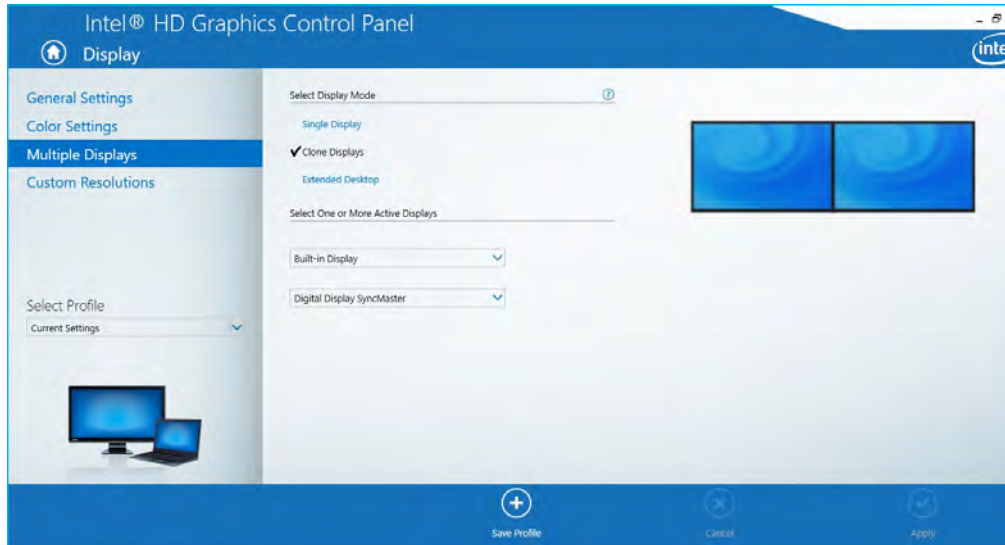 Intel® HD Graphics Control Panel
Display
General Settings
Color Settings
Multiple Displays
Custom Resolutions
Select Profile
Current Settings
Select Display Mode
Single Display
Clone Displays
Extended Desktop
Select One or More Active Displays
Built-in Display
Digital Display SyncMaster
Save Profile
Cancel
Apply